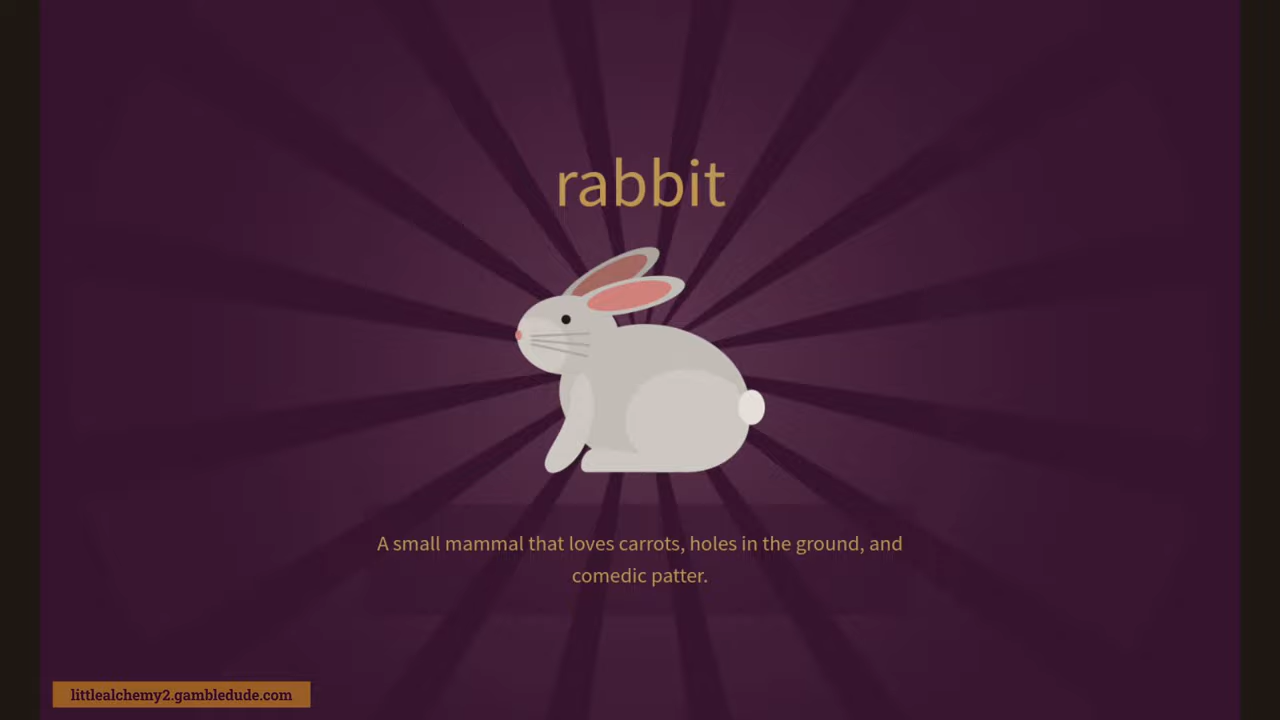 rabbit
A small mammal that loves carrots, holes in the ground, and
comedic patter.
littlealchemy2.gambledude.com